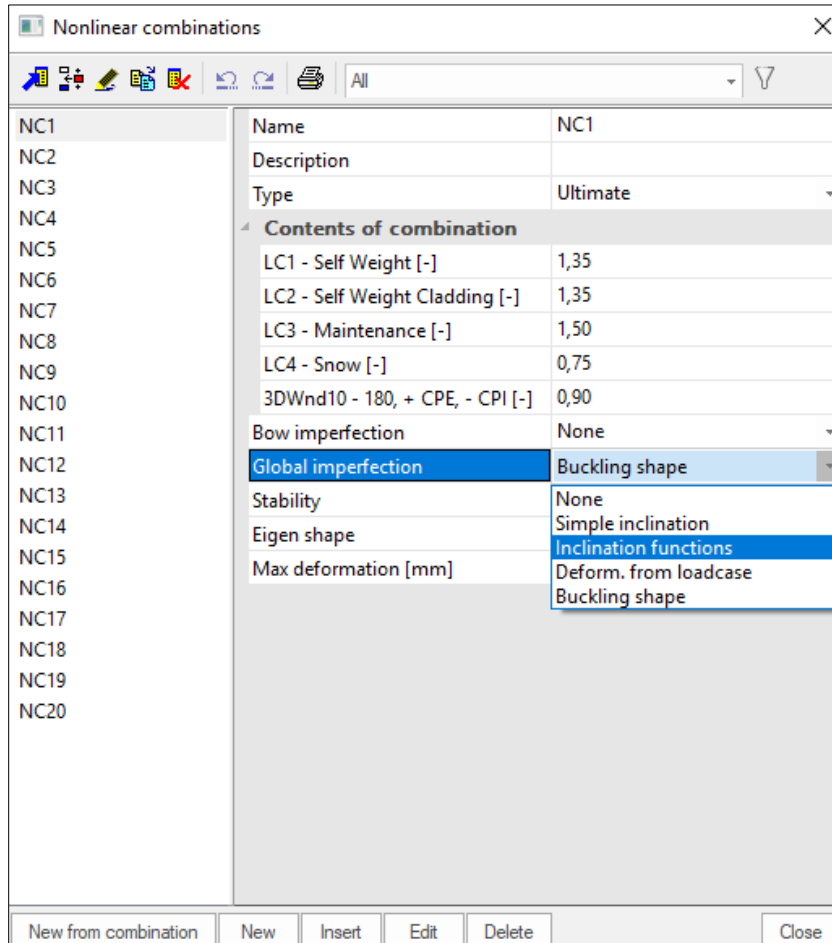 Nonlinear combinations
All
NC1
NC2
NC3
NC4
NC5
NC6
NC7
NC8
NC9
NC10
NC11
NC12
NC13
NC14
NC15
NC16
NC17
NC18
NC19
NC20
Name NC1
Description
Type Ultimate
Contents of combination
LC1 - Self Weight [-] 1,35
LC2 - Self Weight Cladding [-] 1,35
LC3 - Maintenance [-] 1,50
LC4 - Snow [-] 0,75
3DWnd10 - 180, + CPE, - CPI [-] 0,90
Bow imperfection None
Global imperfection Buckling shape
Stability
Eigen shape
Max deformation [mm]
None
Simple inclination
Inclination functions
Deform. from loadcase
Buckling shape
New from combination New Insert Edit Delete Close